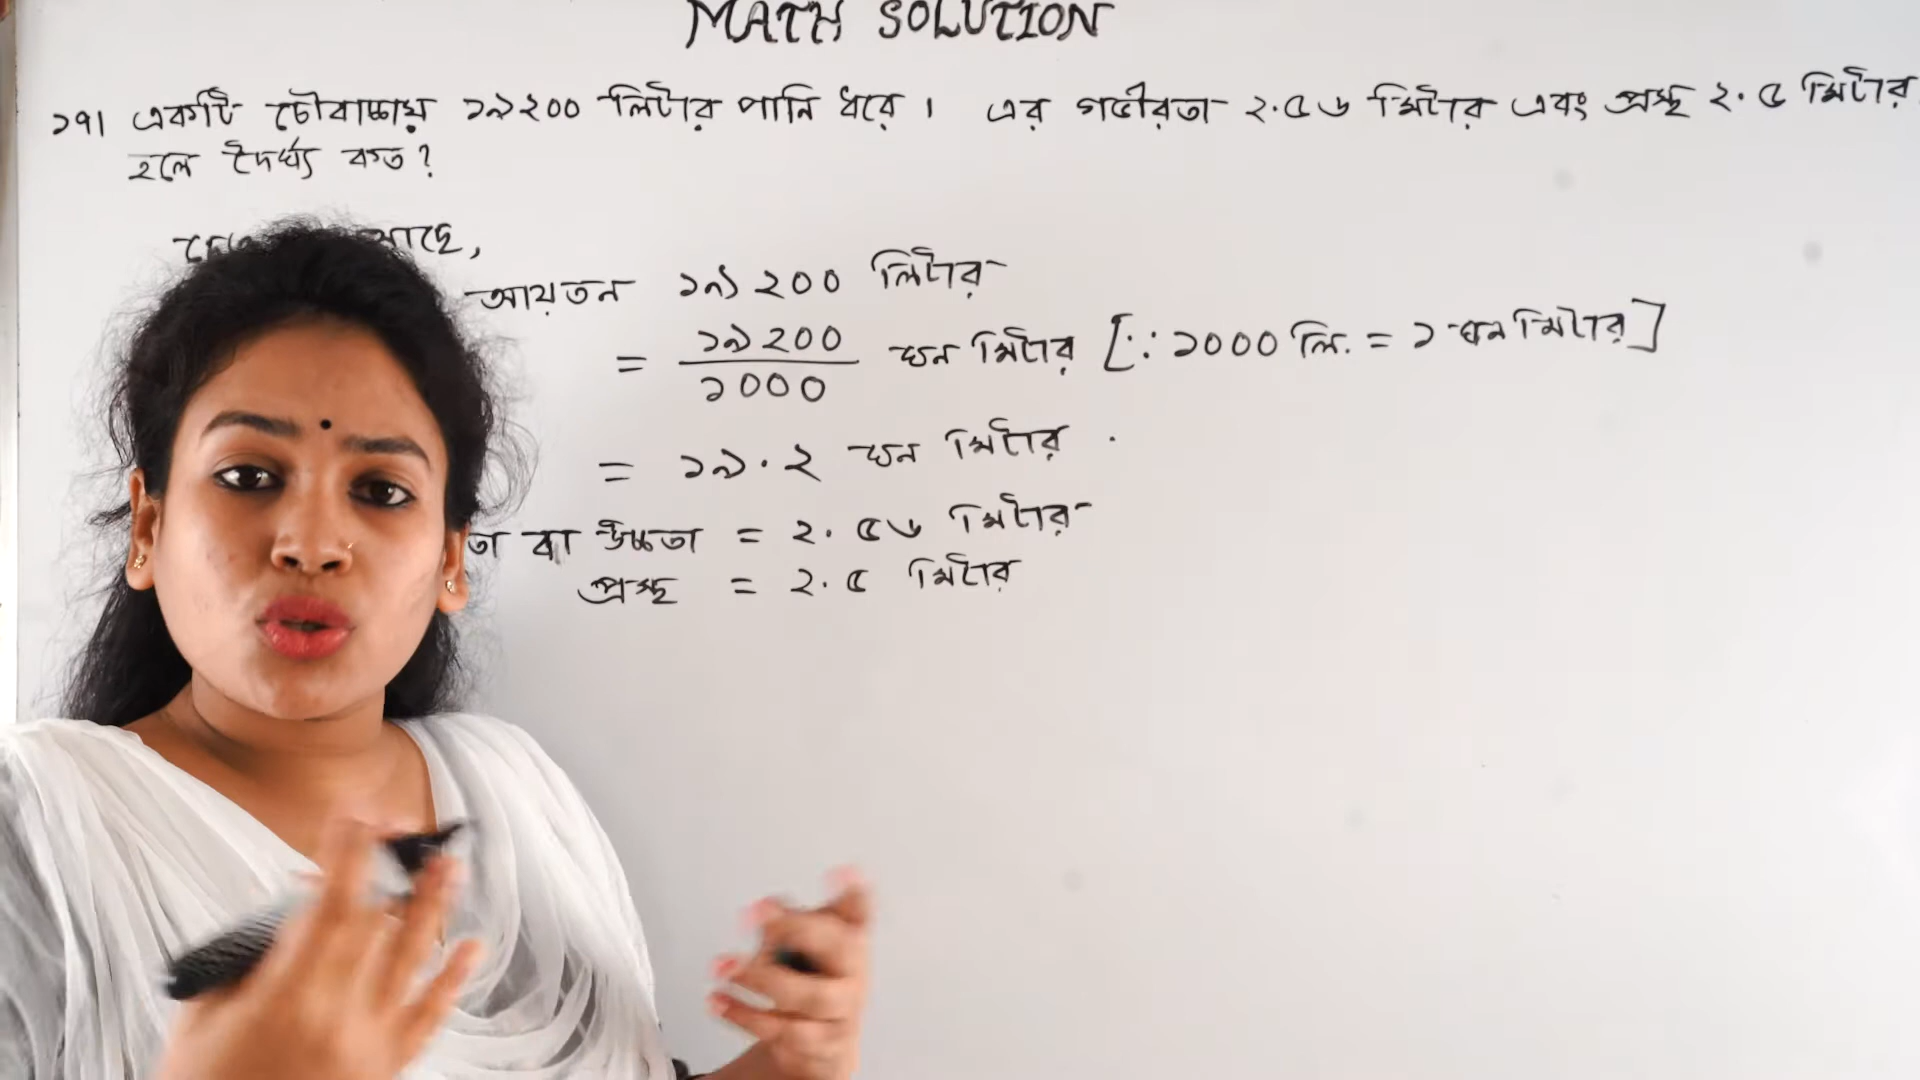 MATH SOLUTION
১৭। একটি চৌবাচ্চায় ১৯২০০ লিটার পানি ধরে। এর গভীরতা ২.৫৬ মিটার এবং প্রস্থ ২.৫ মিটার
হলে দৈর্ঘ্য কত?
আছে,
আয়তন ১৯২০০ লিটার
= ১৯২০০/১০০০ ঘন মিটার [∵ ১০০০ লি. = ১ ঘন মিটার]
= ১৯.২ ঘন মিটার
তা বা উচ্চতা = ২.৫৬ মিটার
প্রস্থ = ২.৫ মিটার